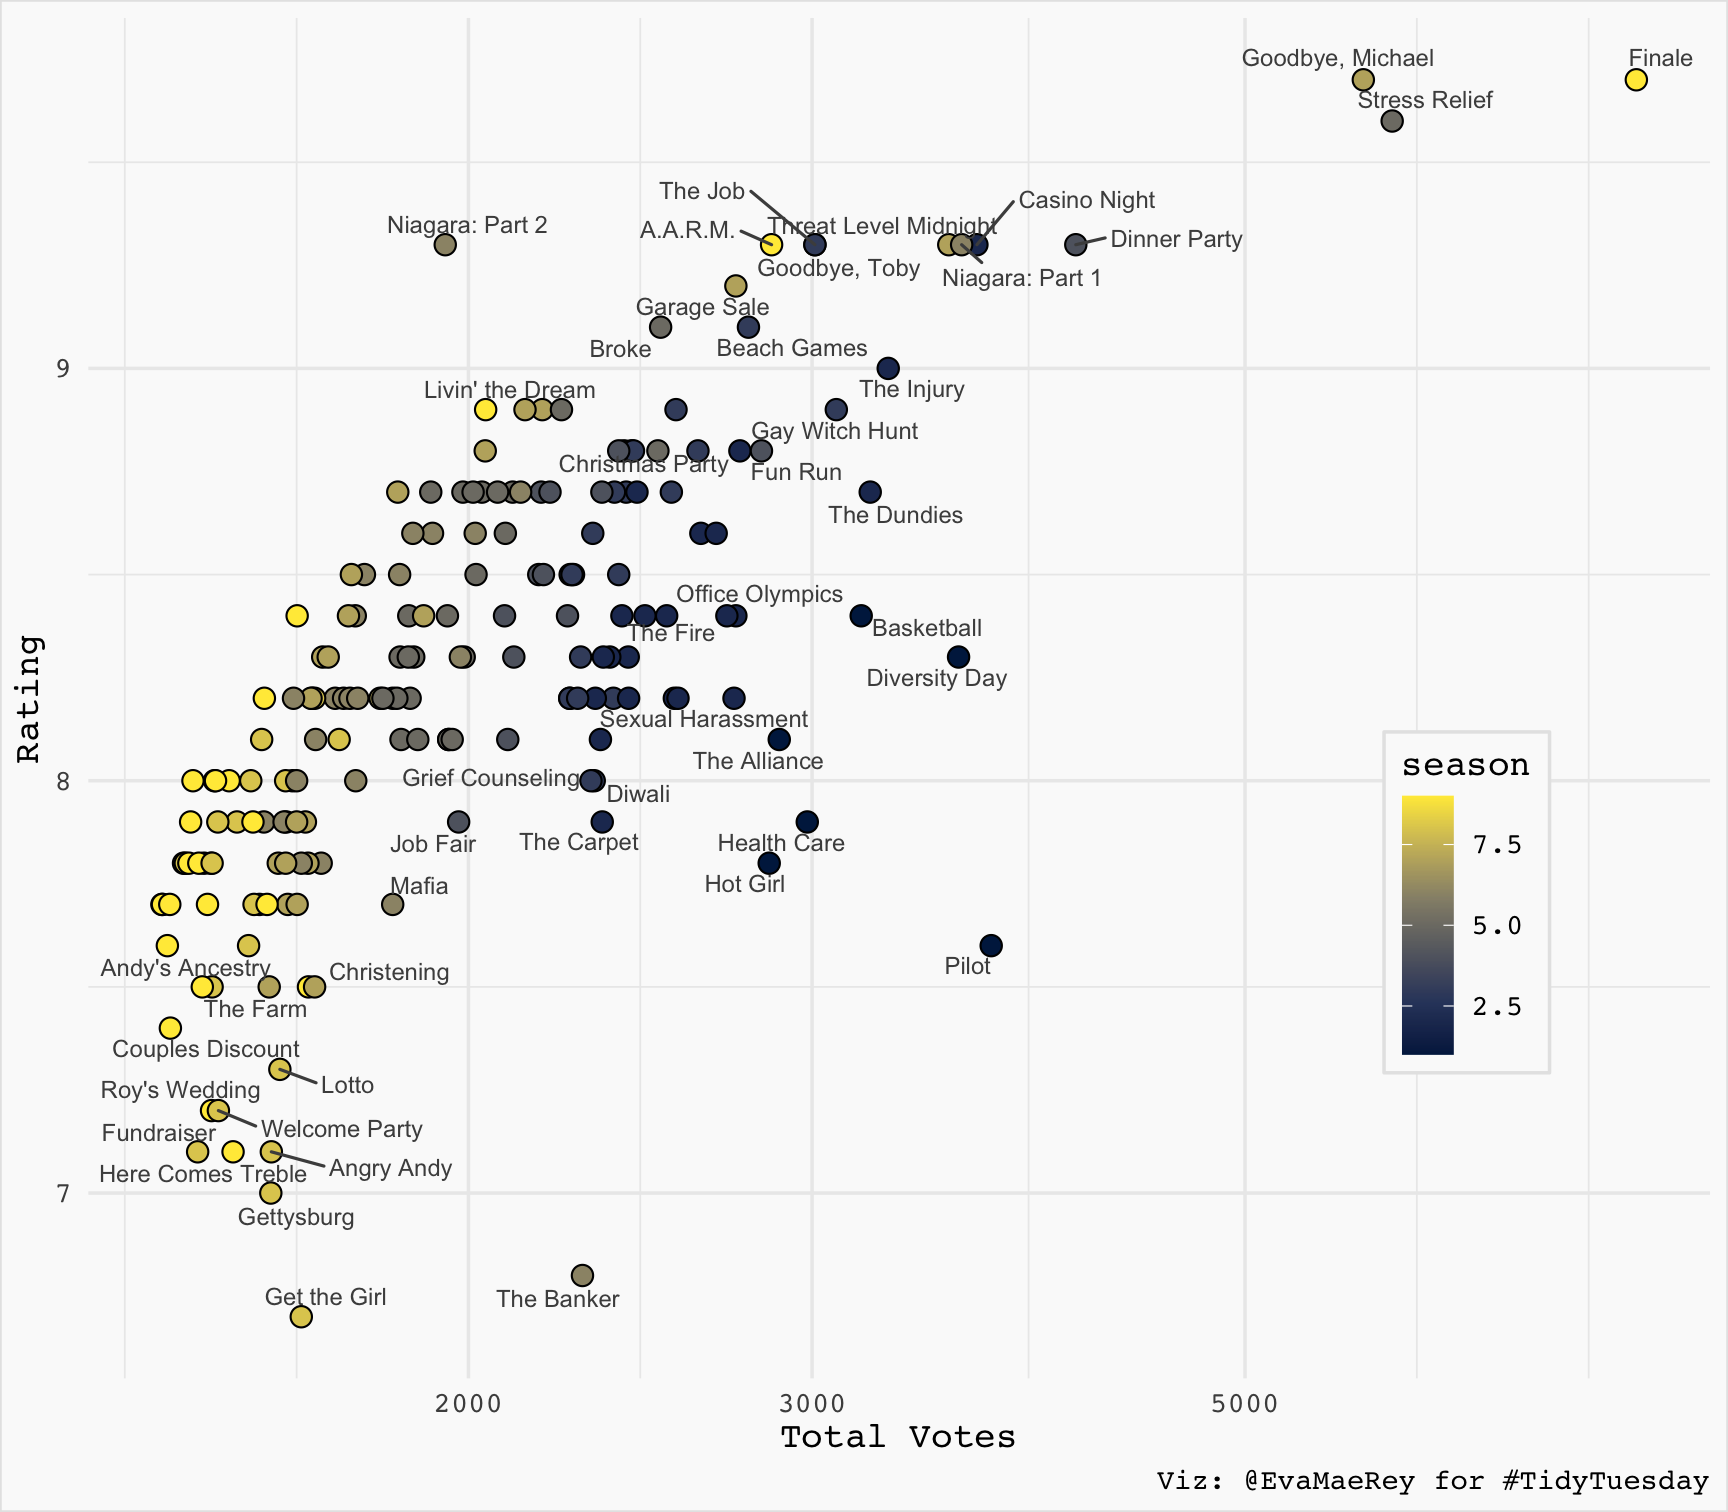 Goodbye, Michael
Finale
Stress Relief
The Job
Casino Night
Niagara: Part 2
A.A.R.M.
Threat Level Midnight
Dinner Party
Goodbye, Toby
Niagara: Part 1
Garage Sale
Broke
Beach Games
9
The Injury
Livin' the Dream
Gay Witch Hunt
Christmas Party
Fun Run
The Dundies
Office Olympics
The Fire
Basketball
Diversity Day
Rating
Sexual Harassment
The Alliance
8
Grief Counseling
Diwali
Job Fair
The Carpet
Health Care
Mafia
Hot Girl
season
7.5
5.0
2.5
Andy's Ancestry
Christening
Pilot
The Farm
Couples Discount
Lotto
Roy's Wedding
Welcome Party
Fundraiser
Here Comes Treble
Angry Andy
7
Gettysburg
Get the Girl
The Banker
2000
3000
5000
Total Votes
Viz: @EvaMaeRey for #TidyTuesday